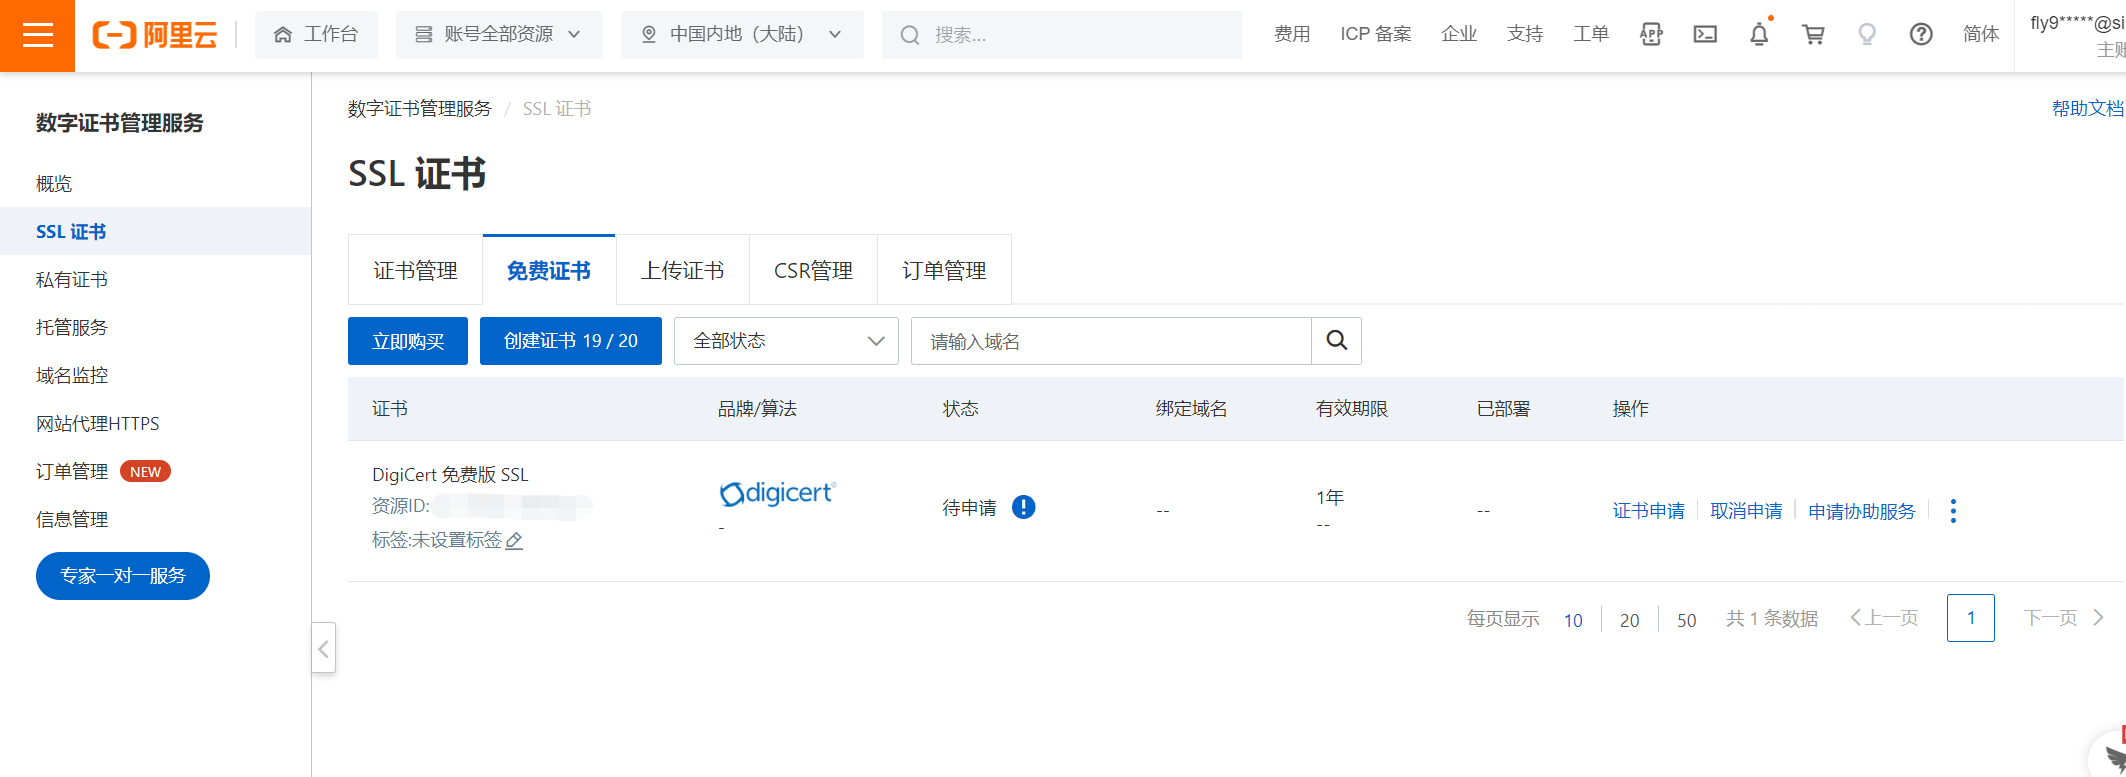 阿里云
工作台
账号全部资源
中国内地（大陆）
搜索...
费用
ICP 备案
企业
支持
工单
APP
简体
fly9*****@si
主账
数字证书管理服务
概览
SSL 证书
私有证书
托管服务
域名监控
网站代理HTTPS
订单管理 NEW
信息管理
专家一对一服务
数字证书管理服务 / SSL 证书
帮助文档
SSL 证书
证书管理
免费证书
上传证书
CSR管理
订单管理
立即购买
创建证书 19 / 20
全部状态
请输入域名
证书 品牌/算法 状态 绑定域名 有效期限 已部署 操作
DigiCert 免费版 SSL
资源ID:
标签:未设置标签
digicert®
-
待申请
--
1年
--
--
证书申请
取消申请
申请协助服务
每页显示 10 20 50 共 1 条数据 上一页 1 下一页